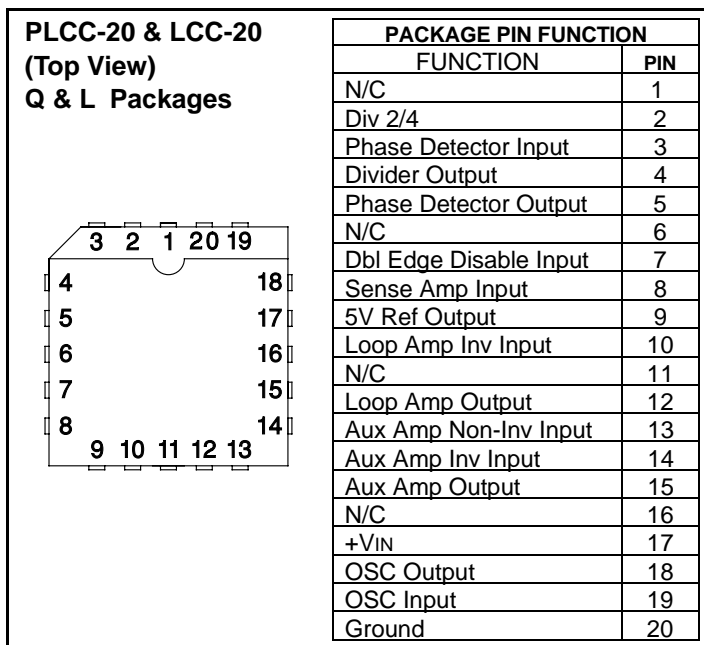 PLCC-20 & LCC-20
(Top View)
Q & L Packages
3 2 1 20 19
4 18
5 17
6 16
7 15
8 14
9 10 11 12 13
PACKAGE PIN FUNCTION
FUNCTION PIN
N/C 1
Div 2/4 2
Phase Detector Input 3
Divider Output 4
Phase Detector Output 5
N/C 6
Dbl Edge Disable Input 7
Sense Amp Input 8
5V Ref Output 9
Loop Amp Inv Input 10
N/C 11
Loop Amp Output 12
Aux Amp Non-Inv Input 13
Aux Amp Inv Input 14
Aux Amp Output 15
N/C 16
+VIN 17
OSC Output 18
OSC Input 19
Ground 20